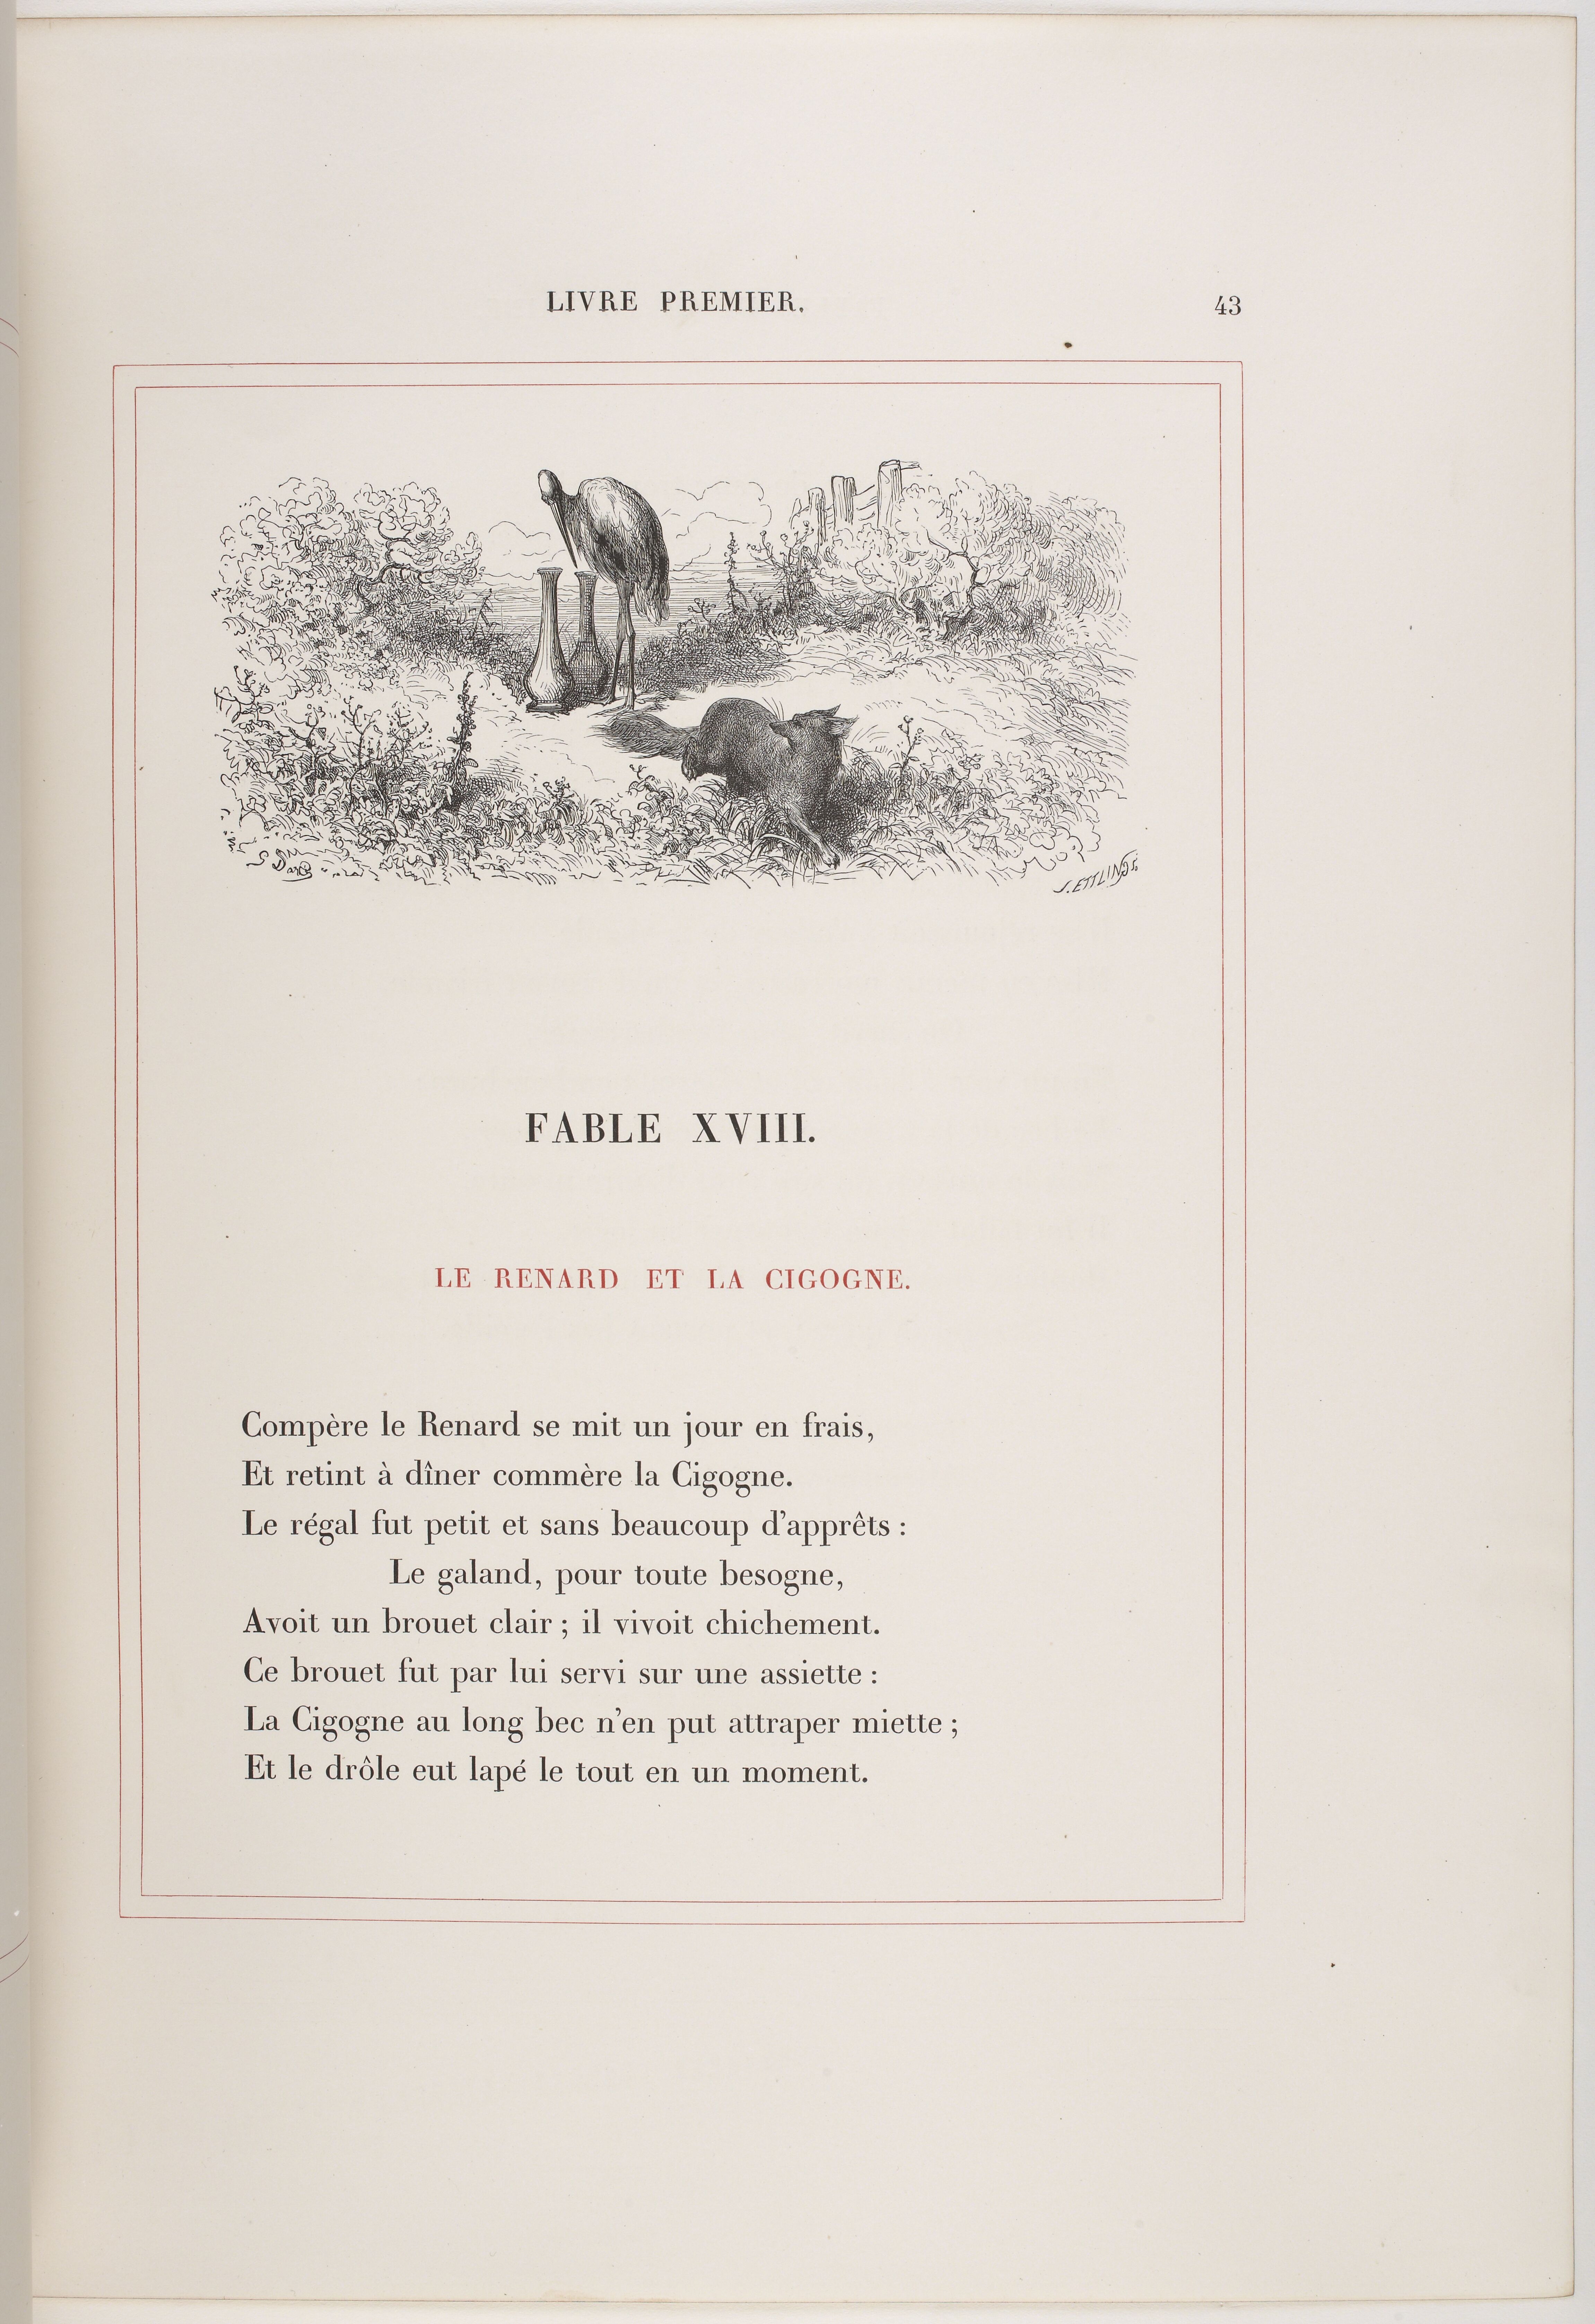 LIVRE PREMIER.
43
G Doré
J. ETTLING S.
FABLE XVIII.
LE RENARD ET LA CIGOGNE.
Compère le Renard se mit un jour en frais,
Et retint à dîner commère la Cigogne.
Le régal fut petit et sans beaucoup d'apprêts :
Le galand, pour toute besogne,
Avoit un brouet clair ; il vivoit chichement.
Ce brouet fut par lui servi sur une assiette :
La Cigogne au long bec n'en put attraper miette ;
Et le drôle eut lapé le tout en un moment.